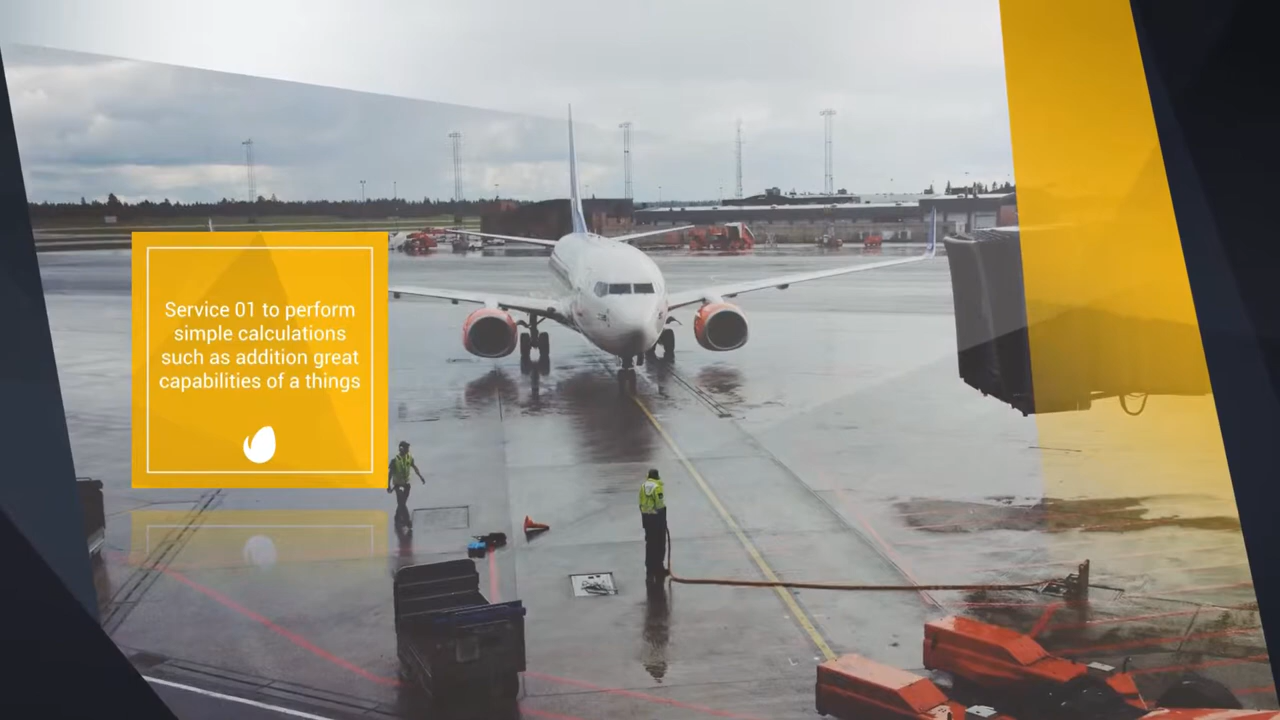 Service 01 to perform
simple calculations
such as addition great
capabilities of a things